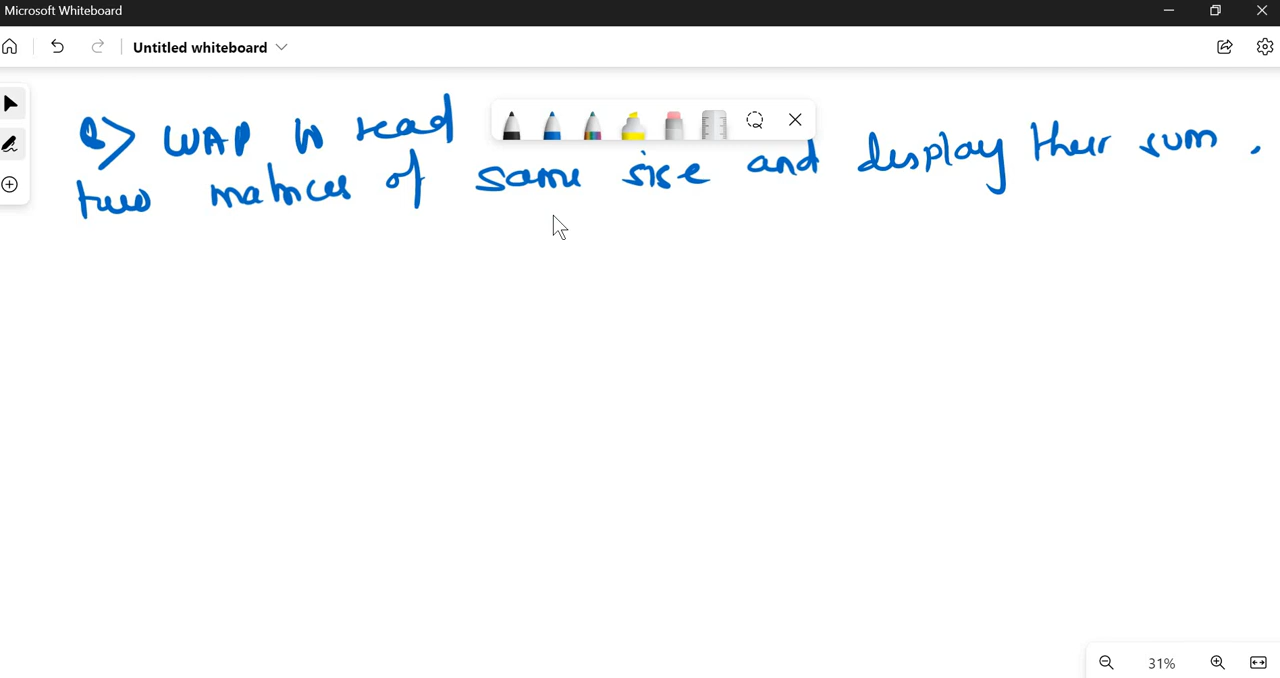 Microsoft Whiteboard
Untitled whiteboard
Q> WAP to read
two matrices of same size and display their sum.
31%